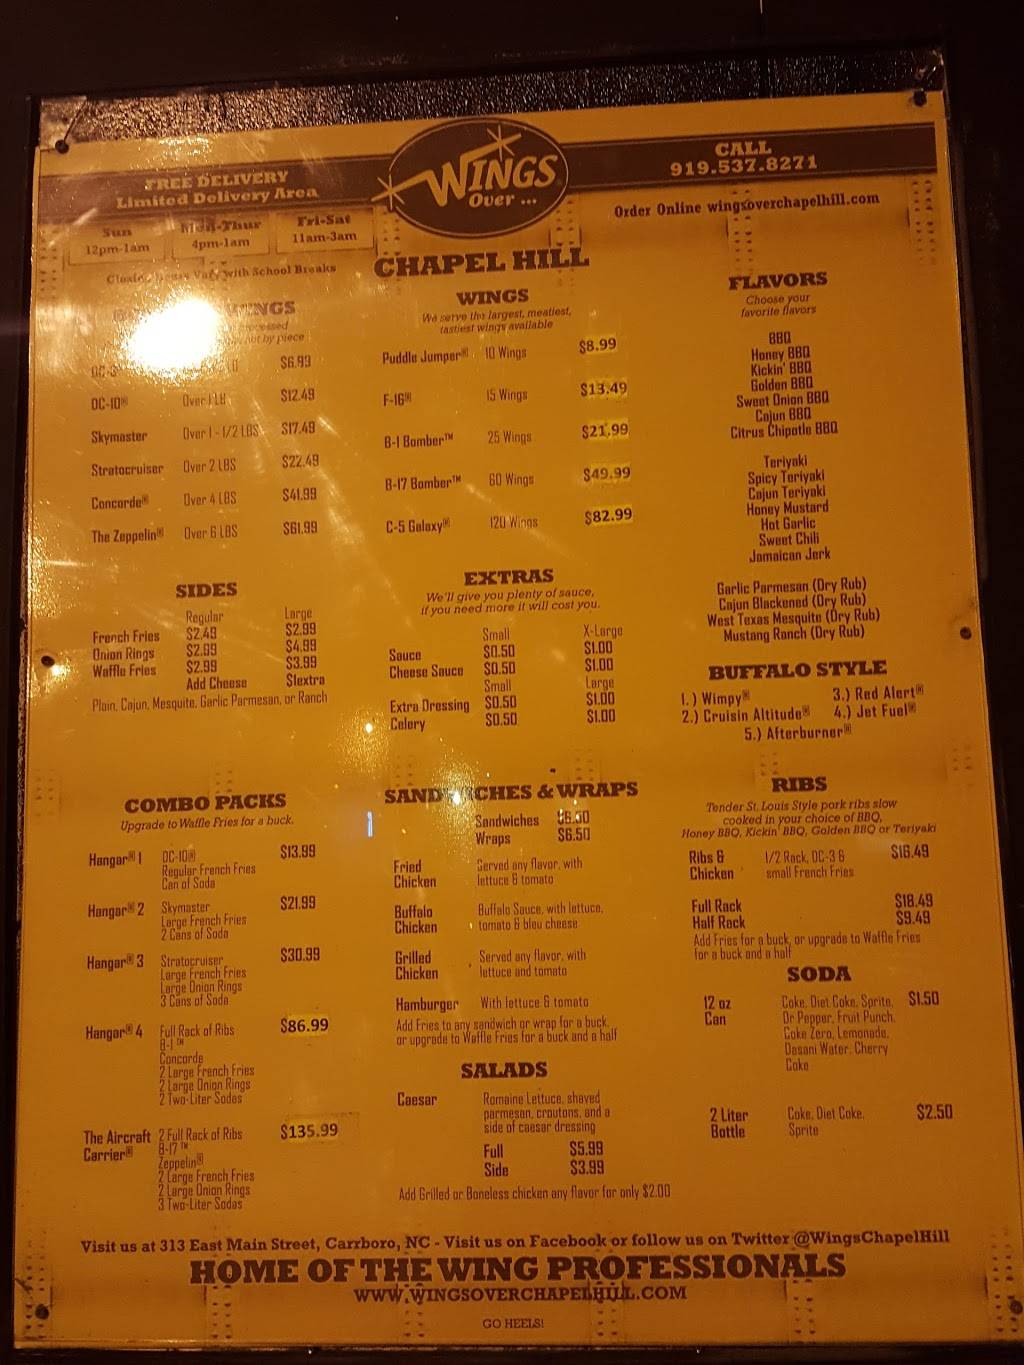 FREE DELIVERY
Limited Delivery Area
WINGS
Over ...
CALL
919.537.8271
Order Online wingsoverchapelhill.com
Sun
12pm-1am
Mon-Thur
4pm-1am
Fri-Sat
11am-3am
Vary with School Breaks
CHAPEL HILL
WINGS
processed
not by piece
DC-3 $6.99
DC-10® Over 1 LB $12.49
Skymaster Over 1 - 1/2 LBS $17.49
Stratocruiser Over 2 LBS $22.49
Concorde® Over 4 LBS $41.99
The Zeppelin® Over 6 LBS $61.99
WINGS
We serve the largest, meatiest,
tastiest wings available
Puddle Jumper® 10 Wings $8.99
F-16® 15 Wings $13.49
B-1 Bomber™ 25 Wings $21.99
B-17 Bomber™ 60 Wings $49.99
C-5 Galaxy® 120 Wings $82.99
FLAVORS
Choose your
favorite flavors
BBQ
Honey BBQ
Kickin' BBQ
Golden BBQ
Sweet Onion BBQ
Cajun BBQ
Citrus Chipotle BBQ
Teriyaki
Spicy Teriyaki
Cajun Teriyaki
Honey Mustard
Hot Garlic
Sweet Chili
Jamaican Jerk
Garlic Parmesan (Dry Rub)
Cajun Blackened (Dry Rub)
West Texas Mesquite (Dry Rub)
Mustang Ranch (Dry Rub)
SIDES
Regular Large
French Fries $2.49 $2.99
Onion Rings $2.99 $4.99
Waffle Fries $2.99 $3.99
Add Cheese $1extra
Plain, Cajun, Mesquite, Garlic Parmesan, or Ranch
EXTRAS
We'll give you plenty of sauce,
if you need more it will cost you.
Small X-Large
Sauce $0.50 $1.00
Cheese Sauce $0.50 $1.00
Small Large
Extra Dressing $0.50 $1.00
Celery $0.50 $1.00
BUFFALO STYLE
1.) Wimpy® 3.) Red Alert®
2.) Cruisin Altitude® 4.) Jet Fuel®
5.) Afterburner®
COMBO PACKS
Upgrade to Waffle Fries for a buck.
Hangar® 1 DC-10® $13.99
Regular French Fries
Can of Soda
Hangar® 2 Skymaster $21.99
Large French Fries
2 Cans of Soda
Hangar® 3 Stratocruiser $30.99
Large French Fries
Large Onion Rings
3 Cans of Soda
Hangar® 4 Full Rack of Ribs $86.99
B-1™
Concorde
2 Large French Fries
2 Large Onion Rings
2 Two-Liter Sodas
The Aircraft 2 Full Rack of Ribs $135.99
Carrier® B-17™
Zeppelin®
2 Large French Fries
2 Large Onion Rings
3 Two-Liter Sodas
SANDWICHES & WRAPS
Sandwiches $6.50
Wraps $6.50
Fried Served any flavor, with
Chicken lettuce & tomato
Buffalo Buffalo Sauce, with lettuce,
Chicken tomato & bleu cheese
Grilled Served any flavor, with
Chicken lettuce and tomato
Hamburger With lettuce & tomato
Add Fries to any sandwich or wrap for a buck,
or upgrade to Waffle Fries for a buck and a half
SALADS
Caesar Romaine Lettuce, shaved
parmesan, croutons, and a
side of caesar dressing
Full $5.99
Side $3.99
Add Grilled or Boneless chicken any flavor for only $2.00
RIBS
Tender St. Louis Style pork ribs slow
cooked in your choice of BBQ,
Honey BBQ, Kickin' BBQ, Golden BBQ or Teriyaki
Ribs & 1/2 Rack, DC-3 & $16.49
Chicken small French Fries
Full Rack $18.49
Half Rack $9.49
Add Fries for a buck, or upgrade to Waffle Fries
for a buck and a half
SODA
12 oz Coke, Diet Coke, Sprite, $1.50
Can Dr Pepper, Fruit Punch,
Coke Zero, Lemonade,
Dasani Water, Cherry
Coke
2 Liter Coke, Diet Coke, $2.50
Bottle Sprite
Visit us at 313 East Main Street, Carrboro, NC - Visit us on Facebook or follow us on Twitter @WingsChapelHill
HOME OF THE WING PROFESSIONALS
WWW.WINGSOVERCHAPELHILL.COM
GO HEELS!